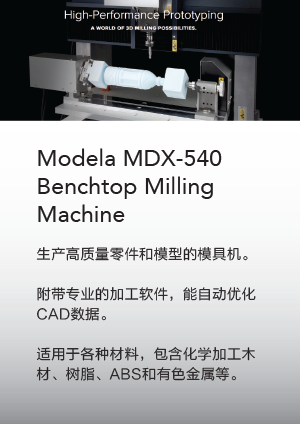 High-Performance Prototyping
A WORLD OF 3D MILLING POSSIBILITIES.
Modela MDX-540
Benchtop Milling
Machine
生产高质量零件和模型的模具机。
附带专业的加工软件，能自动优化
CAD数据。
适用于各种材料，包含化学加工木
材、树脂、ABS和有色金属等。